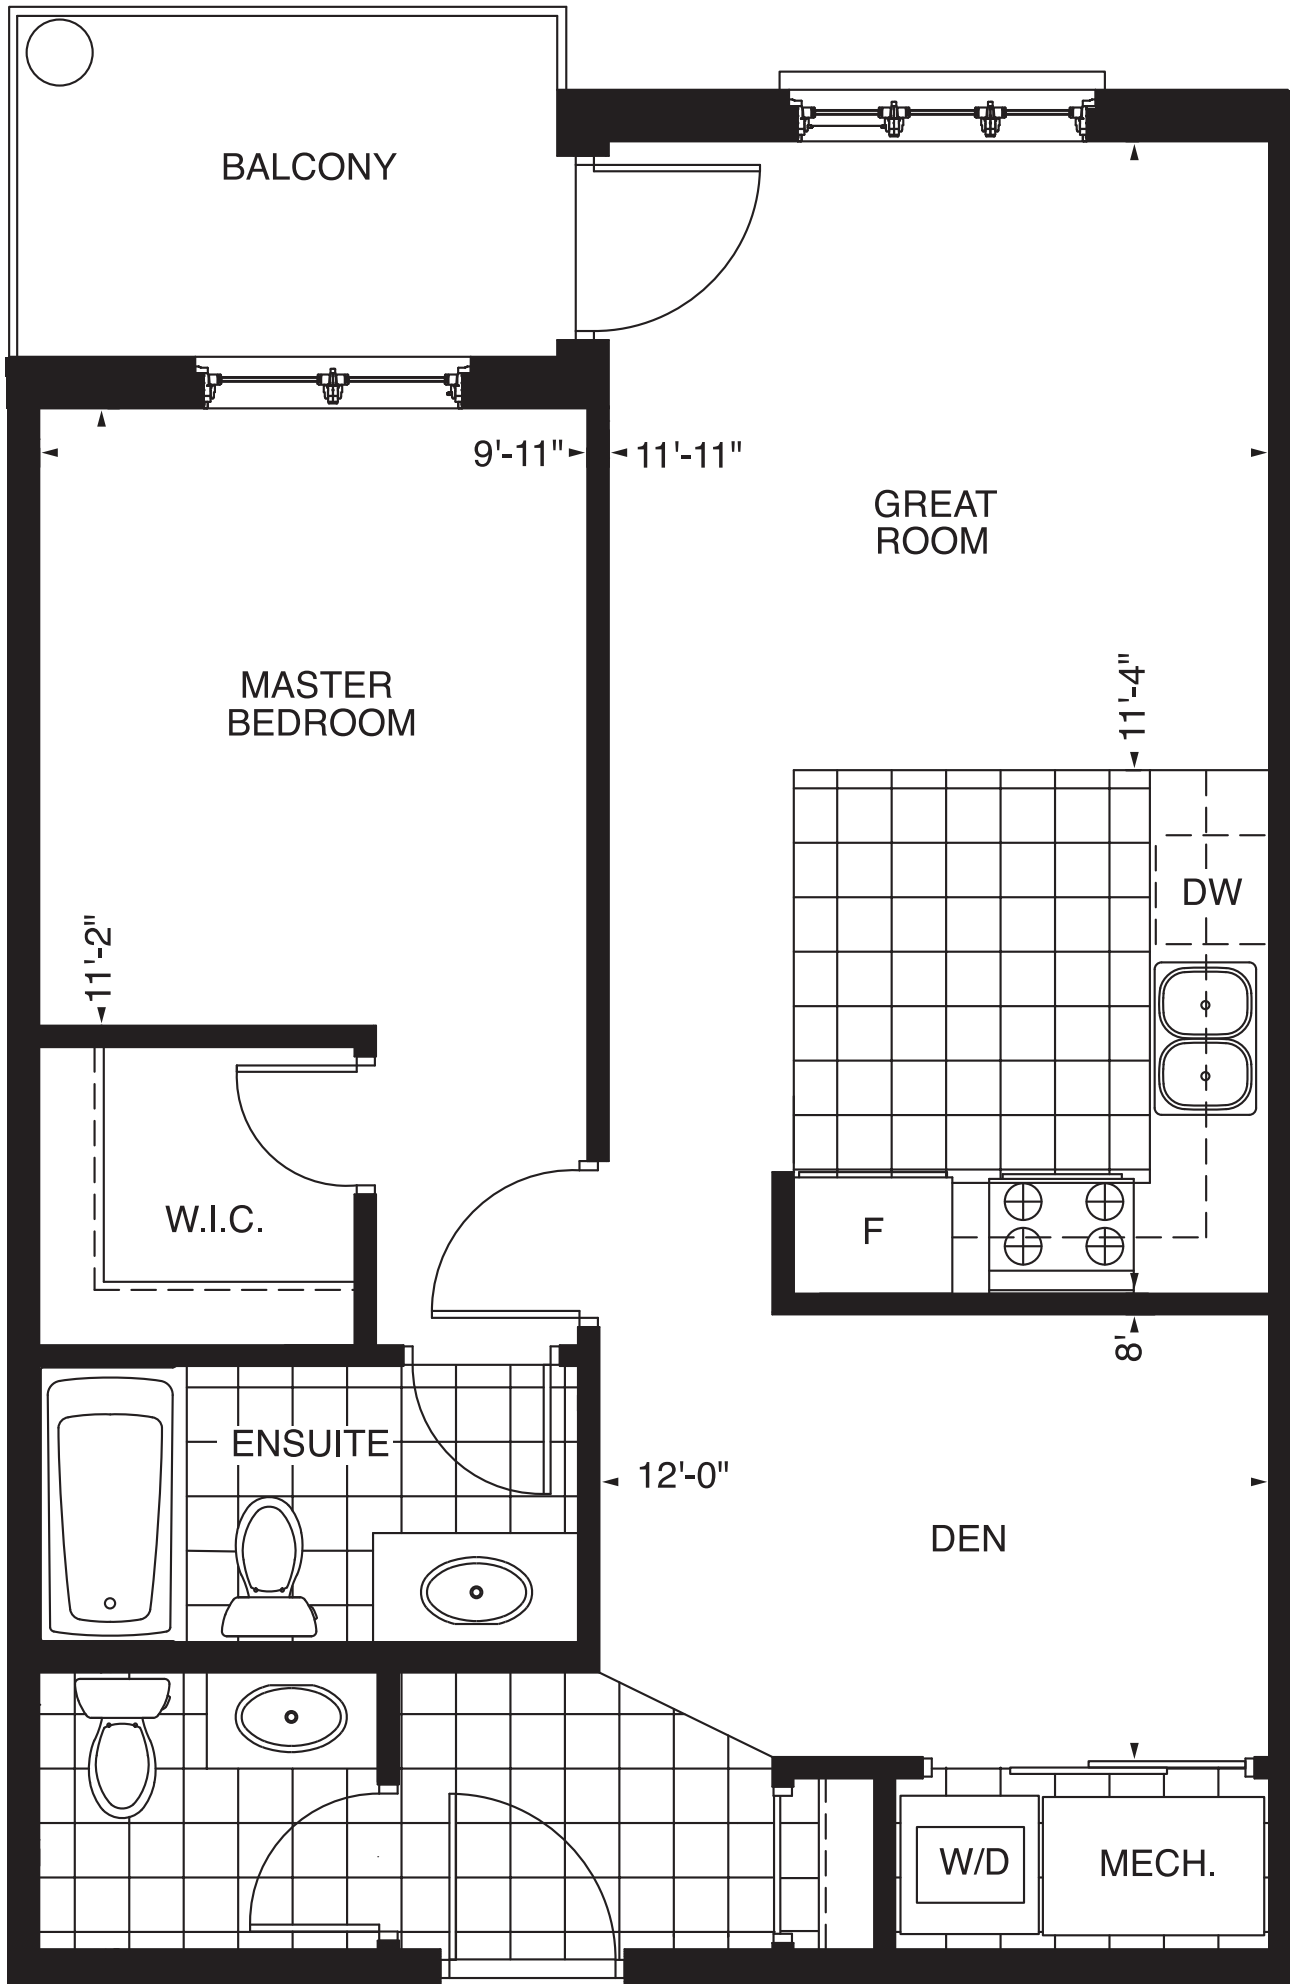 BALCONY
9'-11"
11'-11"
GREAT
ROOM
MASTER
BEDROOM
11'-4"
DW
11'-2"
W.I.C.
F
8'
ENSUITE
12'-0"
DEN
W/D
MECH.